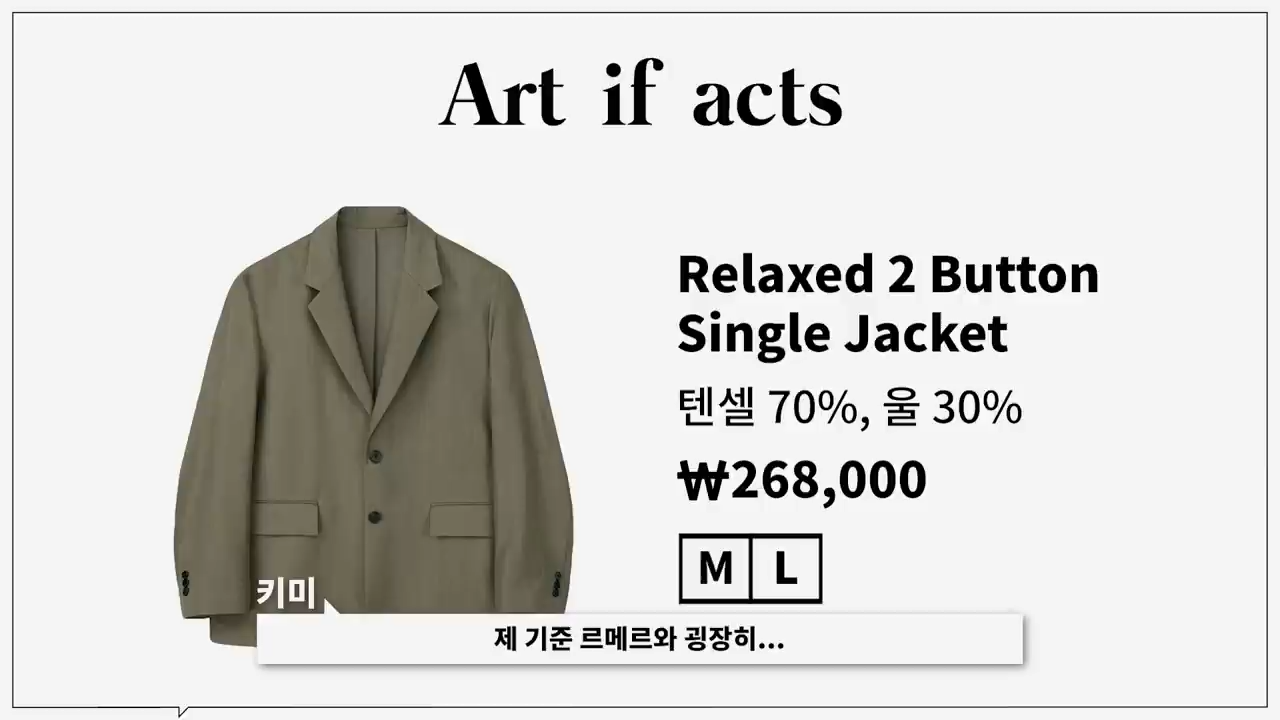 Art if acts
Relaxed 2 Button
Single Jacket
텐셀 70%, 울 30%
₩268,000
M L
키미
제 기준 르메르와 굉장히...